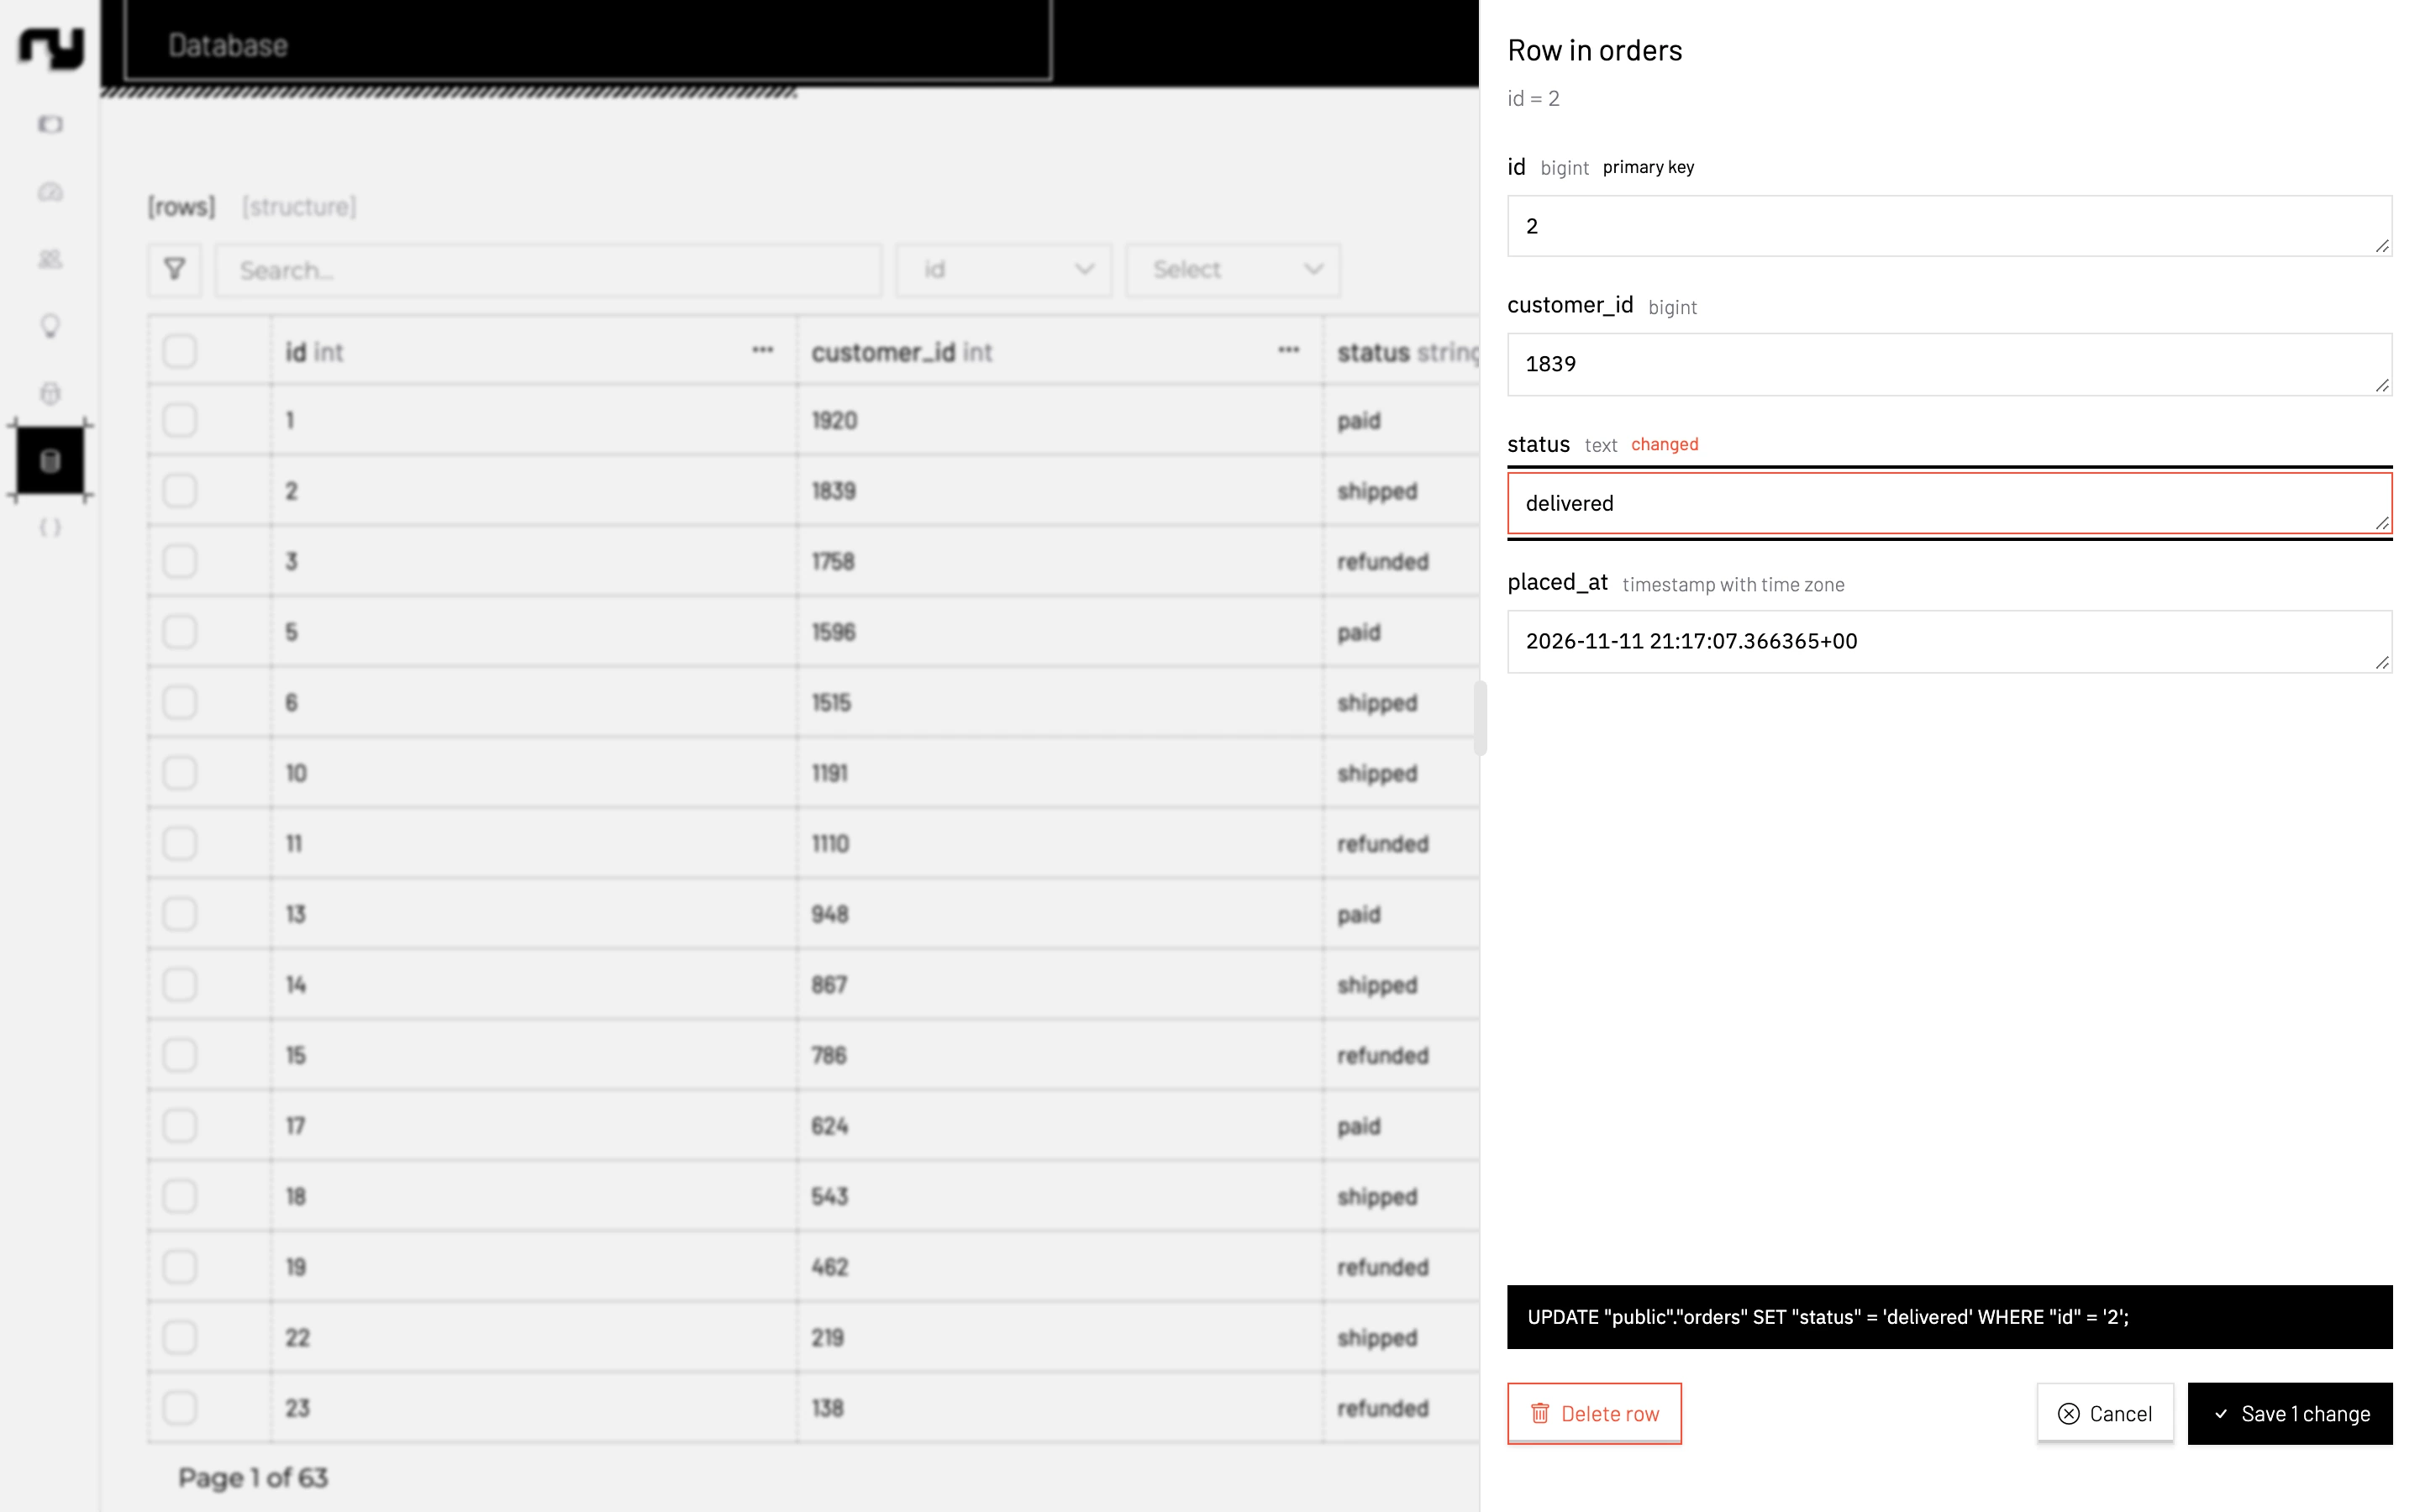 Database
[rows] [structure]
Search...
id
Select
id int ... customer_id int ... status string
1 1920 paid
2 1839 shipped
3 1758 refunded
5 1596 paid
6 1515 shipped
10 1191 shipped
11 1110 refunded
13 948 paid
14 867 shipped
15 786 refunded
17 624 paid
18 543 shipped
19 462 refunded
22 219 shipped
23 138 refunded
Page 1 of 63
Row in orders
id = 2
id bigint primary key
2
customer_id bigint
1839
status text changed
delivered
placed_at timestamp with time zone
2026-11-11 21:17:07.366365+00
UPDATE "public"."orders" SET "status" = 'delivered' WHERE "id" = '2';
Delete row
Cancel
Save 1 change